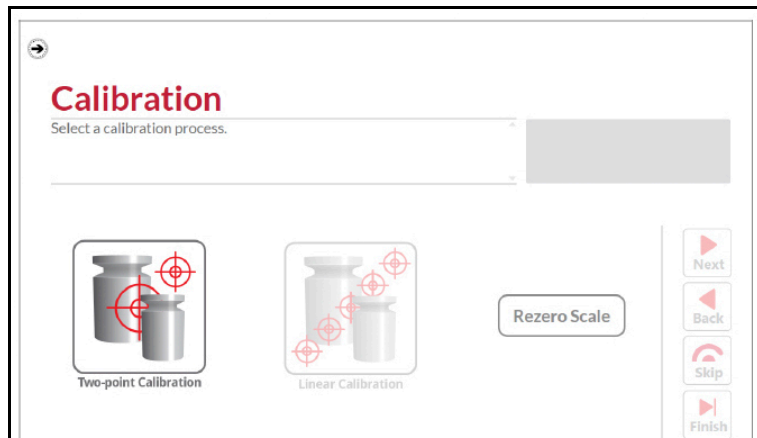 Calibration
Select a calibration process.
Next
Rezero Scale
Back
Skip
Two-point Calibration
Linear Calibration
Finish